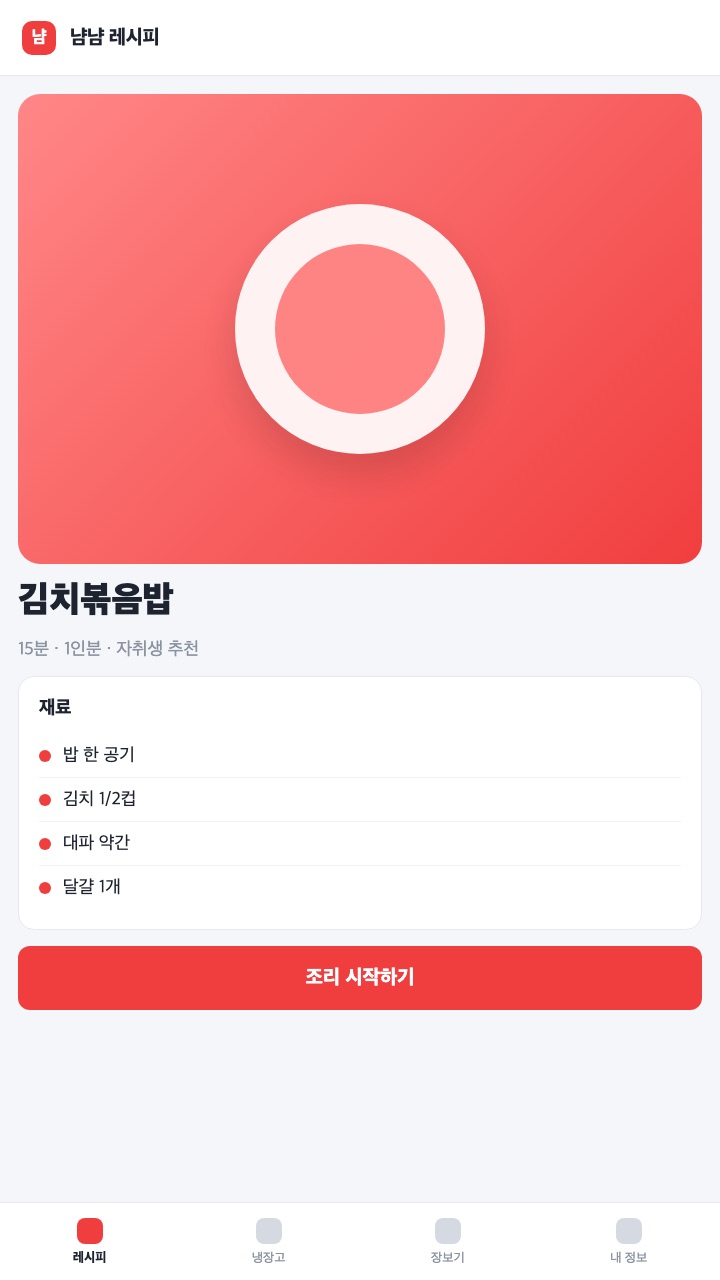 냠 냠냠 레시피
김치볶음밥
15분 · 1인분 · 자취생 추천
재료
밥 한 공기
김치 1/2컵
대파 약간
달걀 1개
조리 시작하기
레시피 냉장고 장보기 내 정보